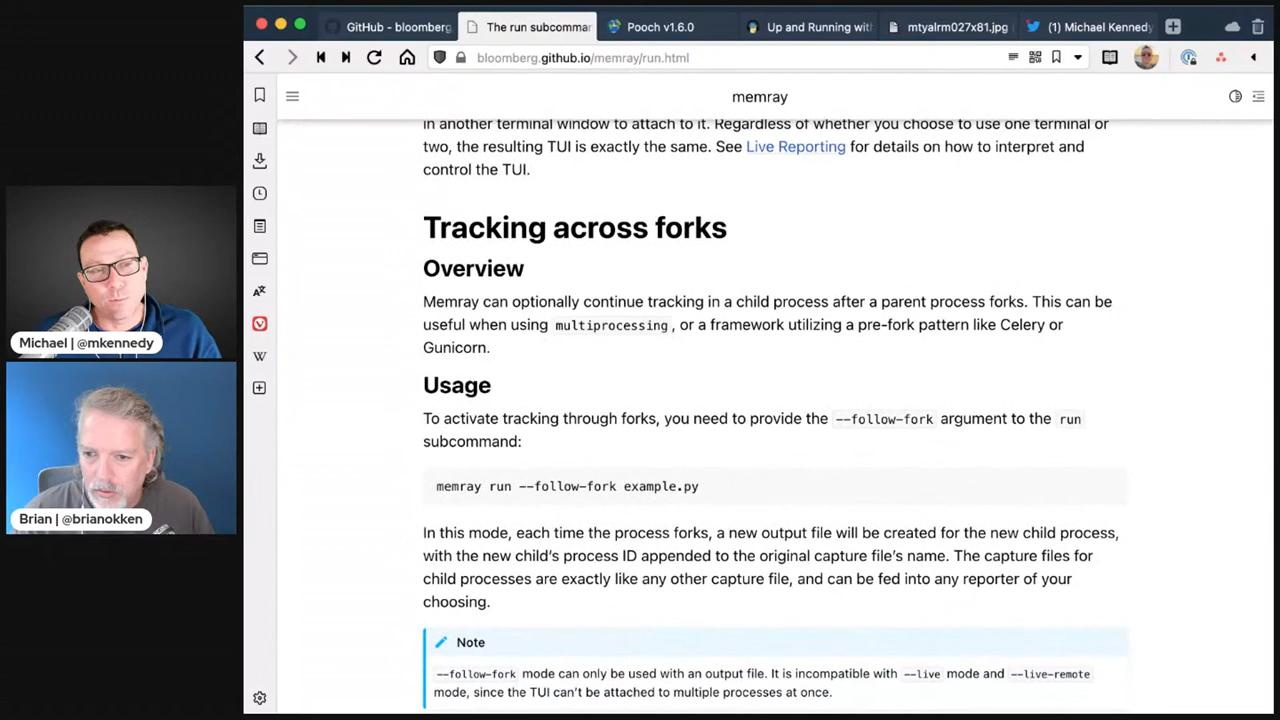 GitHub - bloomberg
The run subcommar
Pooch v1.6.0
Up and Running with
mtyalrm027x81.jpg
(1) Michael Kennedy
bloomberg.github.io/memray/run.html
memray
in another terminal window to attach to it. Regardless of whether you choose to use one terminal or
two, the resulting TUI is exactly the same. See Live Reporting for details on how to interpret and
control the TUI.
Tracking across forks
Overview
Memray can optionally continue tracking in a child process after a parent process forks. This can be
useful when using multiprocessing, or a framework utilizing a pre-fork pattern like Celery or
Gunicorn.
Usage
To activate tracking through forks, you need to provide the --follow-fork argument to the run
subcommand:
memray run --follow-fork example.py
In this mode, each time the process forks, a new output file will be created for the new child process,
with the new child's process ID appended to the original capture file's name. The capture files for
child processes are exactly like any other capture file, and can be fed into any reporter of your
choosing.
Note
--follow-fork mode can only be used with an output file. It is incompatible with --live mode and --live-remote
mode, since the TUI can't be attached to multiple processes at once.
Michael | @mkennedy
Brian | @brianokken